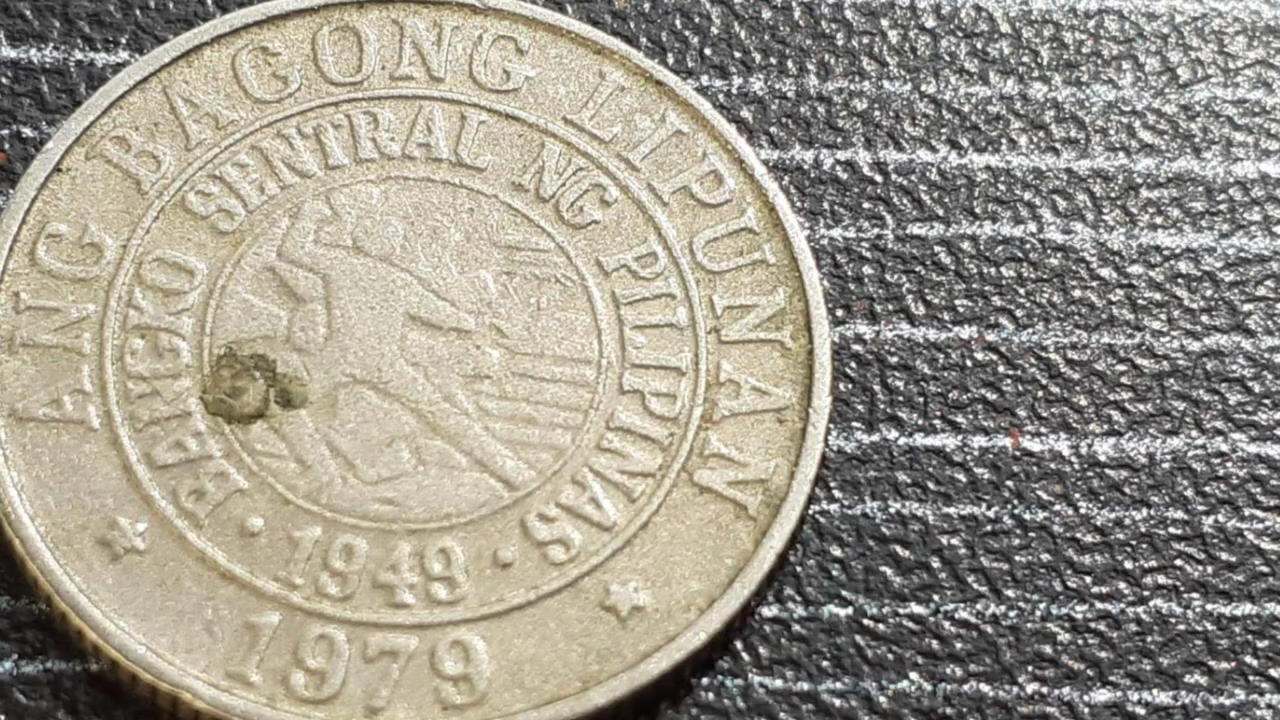 ANG BAGONG LIPUNAN
BANGKO SENTRAL NG PILIPINAS
· 1949 ·
1979